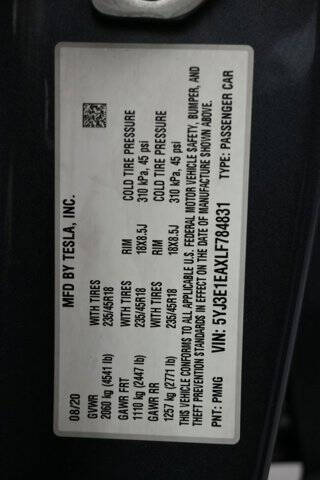 MFD BY TESLA, INC.
08/20
GVWR WITH TIRES RIM COLD TIRE PRESSURE
2060 kg (4541 lb) 235/45R18 18X8.5J 310 kPa, 45 psi
GAWR FRT WITH TIRES RIM COLD TIRE PRESSURE
1110 kg (2447 lb) 235/45R18 18X8.5J 310 kPa, 45 psi
GAWR RR
1257 kg (2771 lb)
THIS VEHICLE CONFORMS TO ALL APPLICABLE U.S. FEDERAL MOTOR VEHICLE SAFETY, BUMPER, AND
THEFT PREVENTION STANDARDS IN EFFECT ON THE DATE OF MANUFACTURE SHOWN ABOVE.
VIN: 5YJ3E1EAXLF784831
PNT: PMNG TYPE: PASSENGER CAR